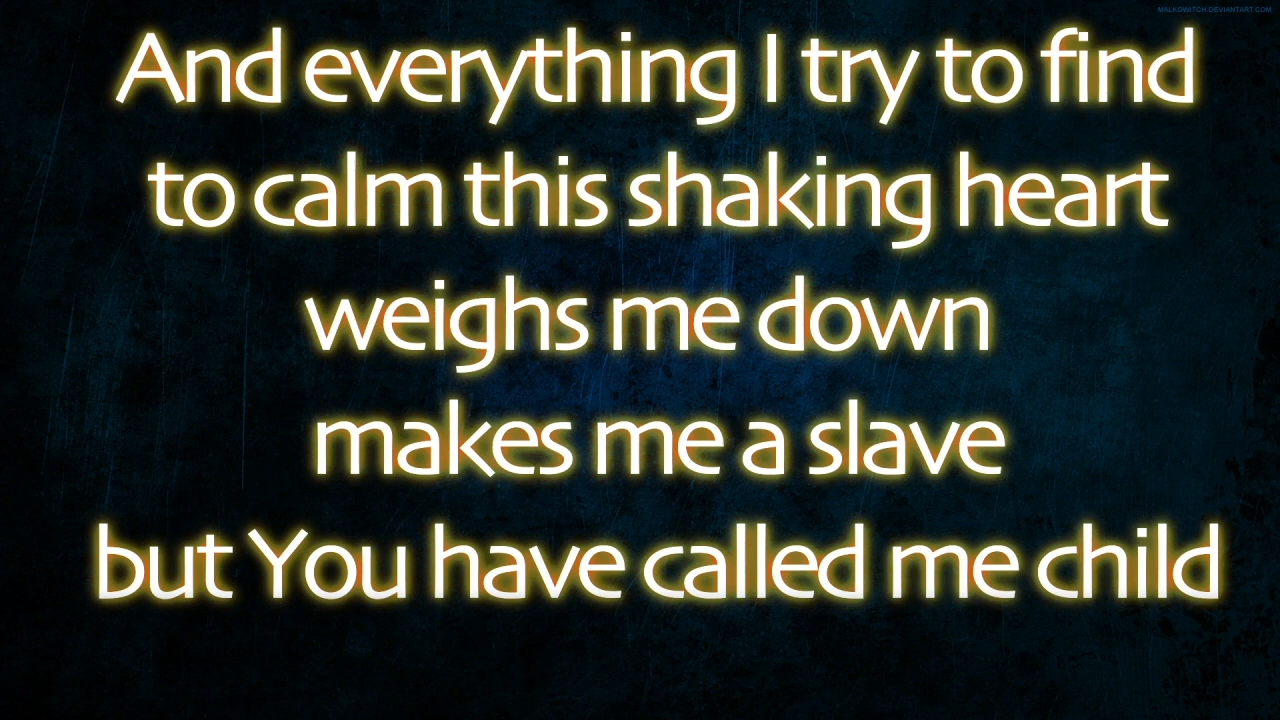 MALKOWITCH.DEVIANTART.COM
And everything I try to find
to calm this shaking heart
weighs me down
makes me a slave
but You have called me child